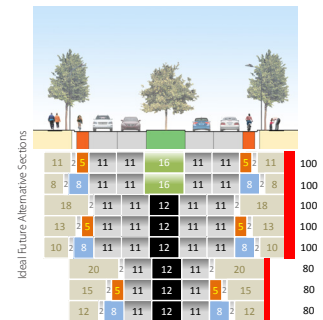 Ideal Future Alternative Sections
11 2 5 11 11 16 11 11 5 2 11 100
8 2 8 11 11 16 11 11 8 2 8 100
18 2 11 11 12 11 11 2 18 100
13 2 5 11 11 12 11 11 5 2 13 100
10 2 8 11 11 12 11 11 8 2 10 100
20 2 11 12 11 2 20 80
15 2 5 11 12 11 5 2 15 80
12 2 8 11 12 11 8 2 12 80